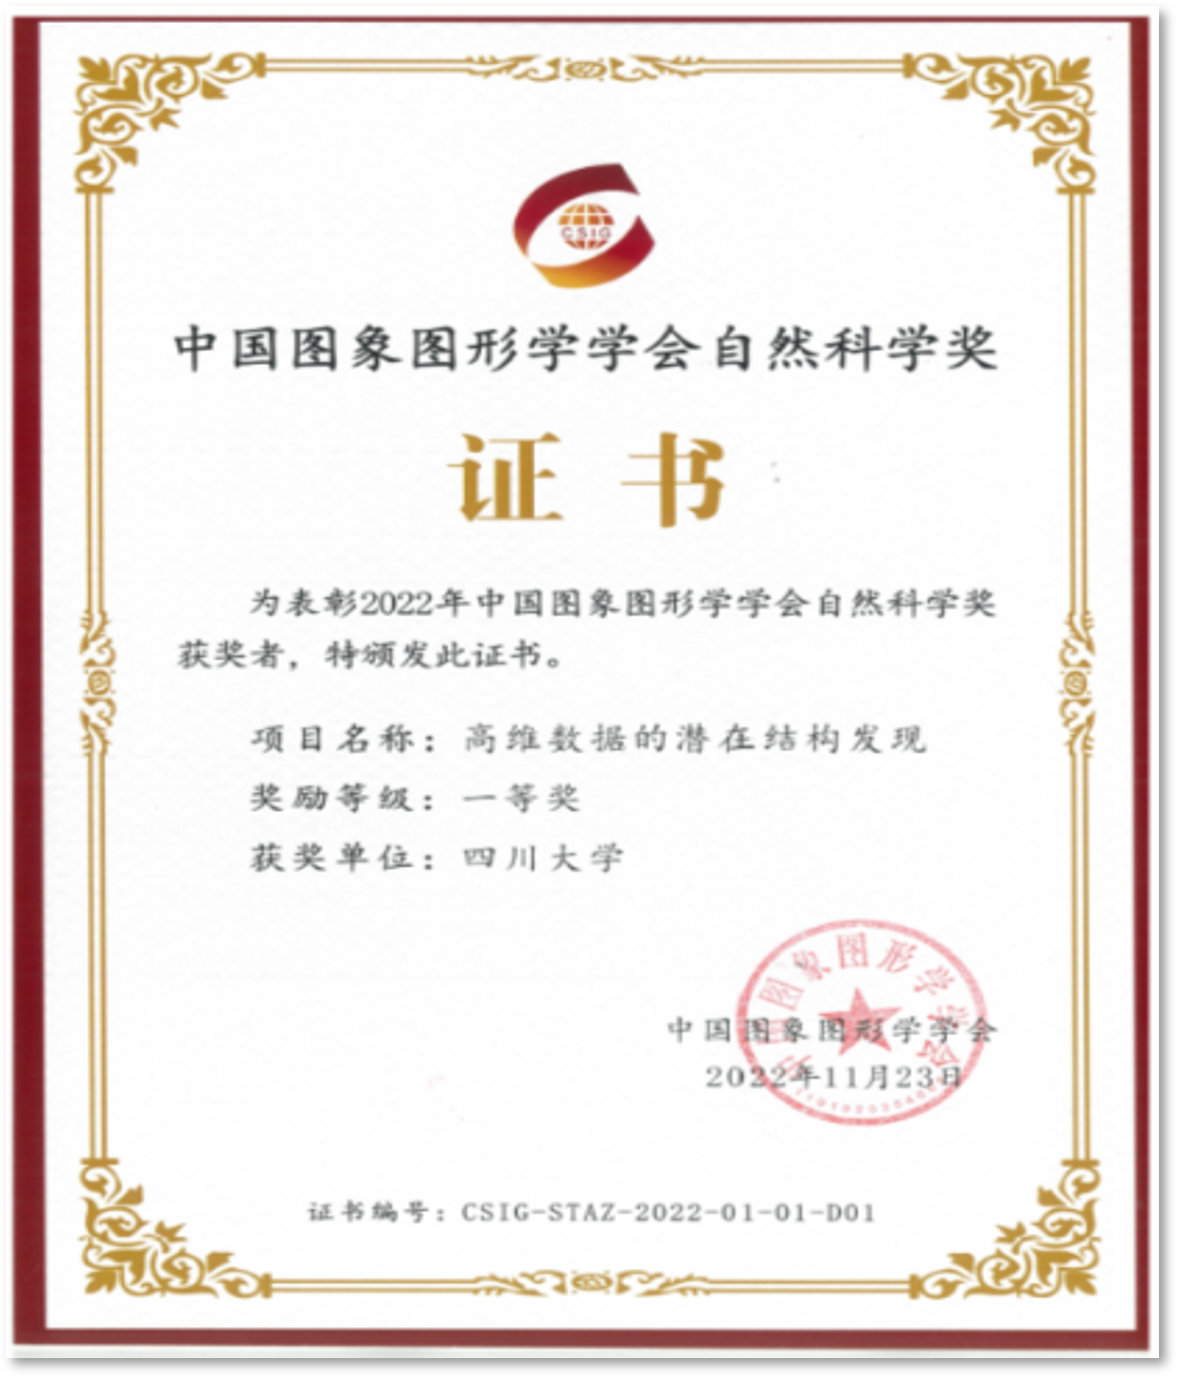 CSIG
中国图象图形学学会自然科学奖
证书
为表彰2022年中国图象图形学学会自然科学奖
获奖者，特颁发此证书。
项目名称：高维数据的潜在结构发现
奖励等级：一等奖
获奖单位：四川大学
中国图象图形学学会
中国图象图形学学会
2022年11月23日
证书编号：CSIG-STAZ-2022-01-01-D01